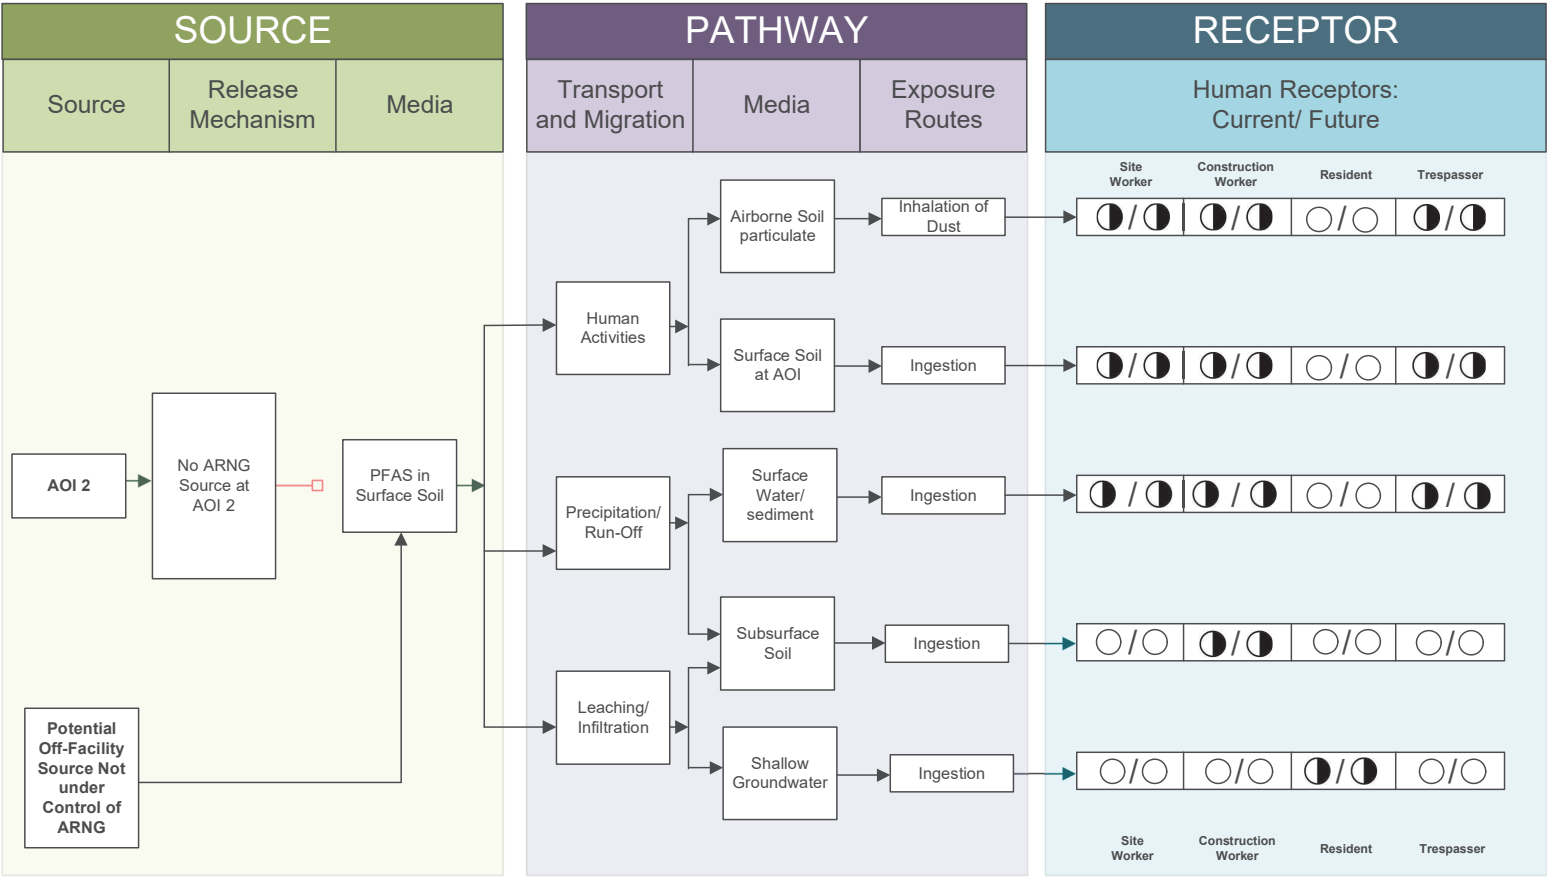 SOURCE
PATHWAY
RECEPTOR
Source
Release
Mechanism
Media
Transport
and Migration
Media
Exposure
Routes
Human Receptors:
Current/ Future
Site
Worker
Construction
Worker
Resident
Trespasser
Airborne Soil
particulate
Inhalation of
Dust
/
/
/
/
Human
Activities
Surface Soil
at AOI
Ingestion
/
/
/
/
AOI 2
No ARNG
Source at
AOI 2
PFAS in
Surface Soil
Precipitation/
Run-Off
Surface
Water/
sediment
Ingestion
/
/
/
/
Subsurface
Soil
Ingestion
/
/
/
/
Leaching/
Infiltration
Shallow
Groundwater
Ingestion
/
/
/
/
Potential
Off-Facility
Source Not
under
Control of
ARNG
Site
Worker
Construction
Worker
Resident
Trespasser